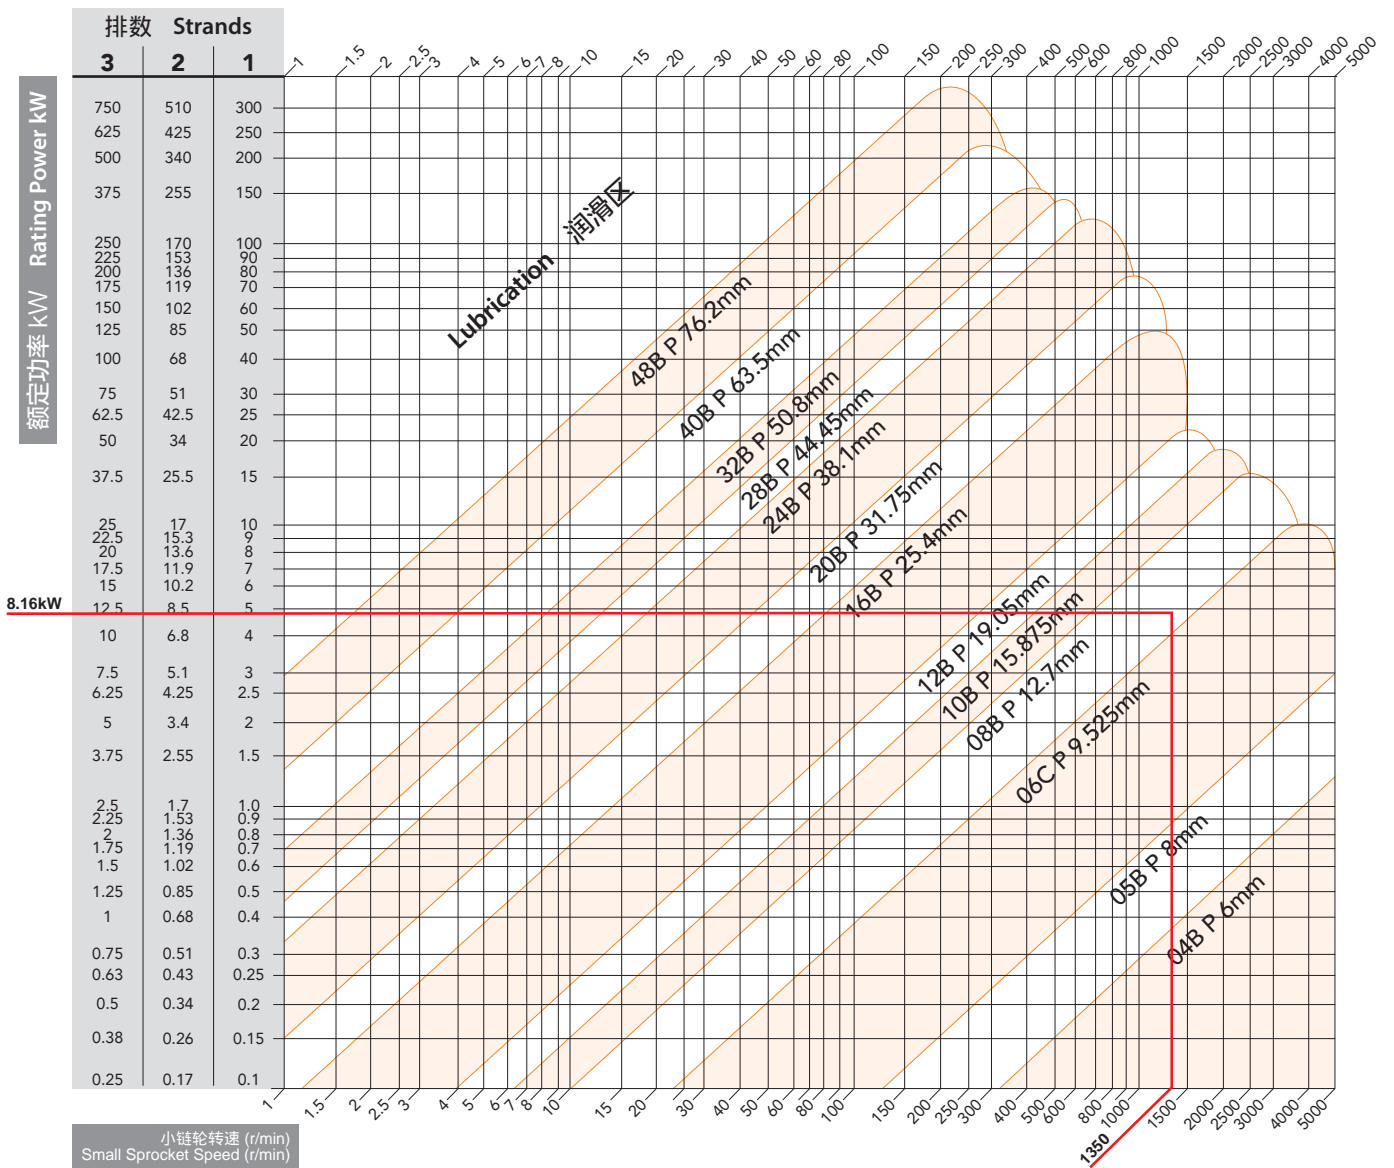 排数 Strands
3 2 1
1 1.5 2 2.5 3 4 5 6 7 8 10 15 20 30 40 50 60 80 100 150 200 250 300 400 500 600 800 1000 1500 2000 2500 3000 4000 5000
额定功率 kW Rating Power kW
750 510 300
625 425 250
500 340 200
375 255 150
250 170 100
225 153 90
200 136 80
175 119 70
150 102 60
125 85 50
100 68 40
75 51 30
62.5 42.5 25
50 34 20
37.5 25.5 15
25 17 10
22.5 15.3 9
20 13.6 8
17.5 11.9 7
15 10.2 6
8.16kW
12.5 8.5 5
10 6.8 4
7.5 5.1 3
6.25 4.25 2.5
5 3.4 2
3.75 2.55 1.5
2.5 1.7 1.0
2.25 1.53 0.9
2 1.36 0.8
1.75 1.19 0.7
1.5 1.02 0.6
1.25 0.85 0.5
1 0.68 0.4
0.75 0.51 0.3
0.63 0.43 0.25
0.5 0.34 0.2
0.38 0.26 0.15
0.25 0.17 0.1
Lubrication 润滑区
48B P 76.2mm
40B P 63.5mm
32B P 50.8mm
28B P 44.45mm
24B P 38.1mm
20B P 31.75mm
16B P 25.4mm
12B P 19.05mm
10B P 15.875mm
08B P 12.7mm
06C P 9.525mm
05B P 8mm
04B P 6mm
1 1.5 2 2.5 3 4 5 6 7 8 10 15 20 30 40 50 60 80 100 150 200 250 300 400 500 600 800 1000 1500 2000 2500 3000 4000 5000
1350
小链轮转速 (r/min)
Small Sprocket Speed (r/min)